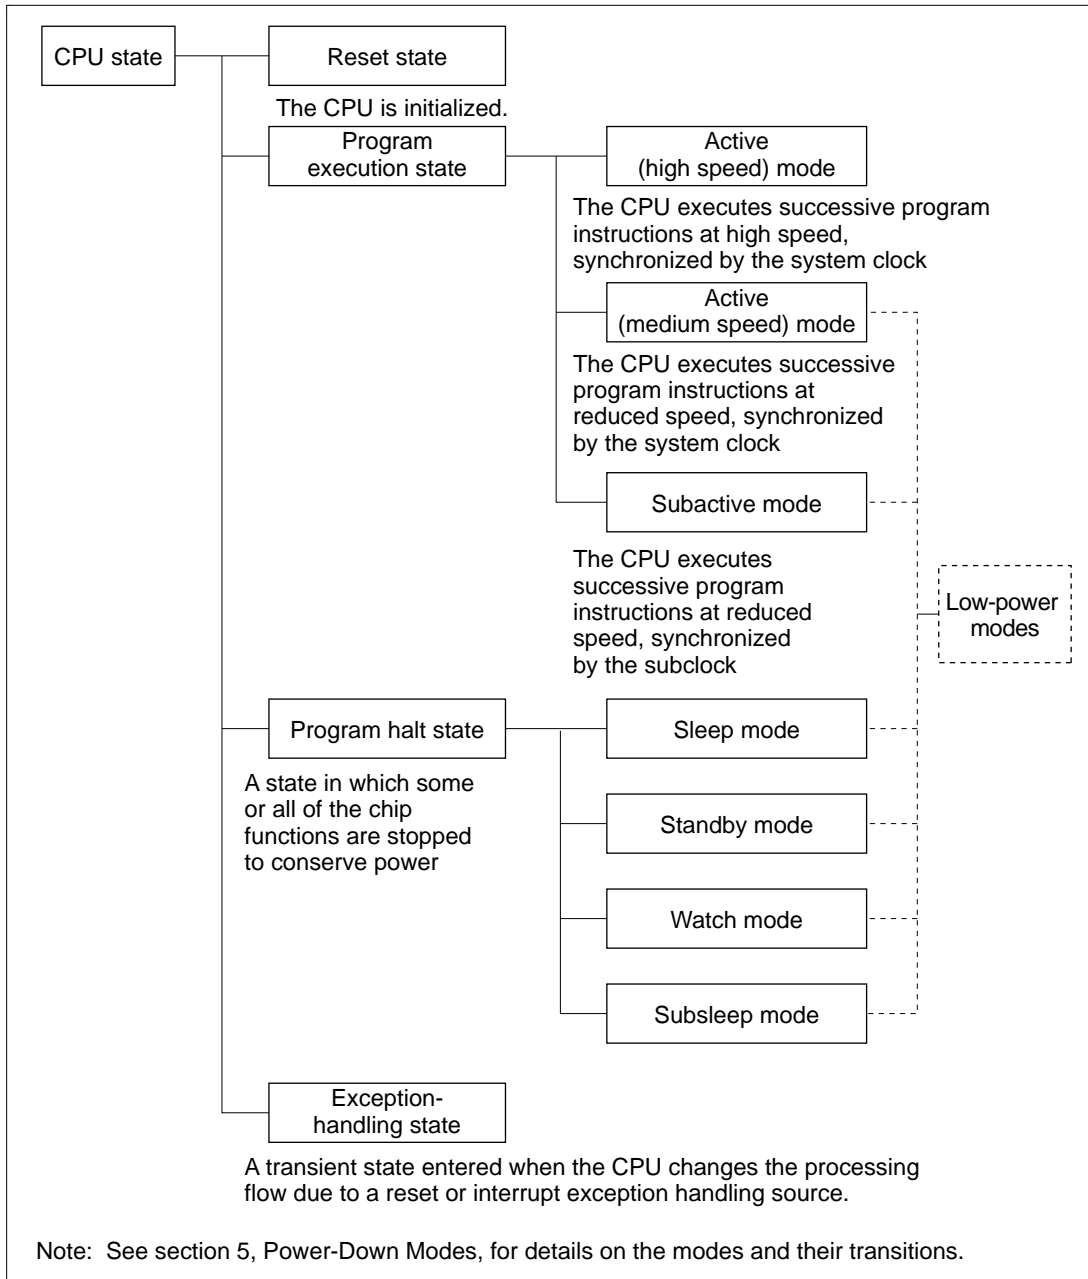 CPU state
Reset state
The CPU is initialized.
Program
execution state
Active
(high speed) mode
The CPU executes successive program
instructions at high speed,
synchronized by the system clock
Active
(medium speed) mode
The CPU executes successive
program instructions at
reduced speed, synchronized
by the system clock
Subactive mode
The CPU executes
successive program
instructions at reduced
speed, synchronized
by the subclock
Low-power
modes
Program halt state
A state in which some
or all of the chip
functions are stopped
to conserve power
Sleep mode
Standby mode
Watch mode
Subsleep mode
Exception-
handling state
A transient state entered when the CPU changes the processing
flow due to a reset or interrupt exception handling source.
Note: See section 5, Power-Down Modes, for details on the modes and their transitions.